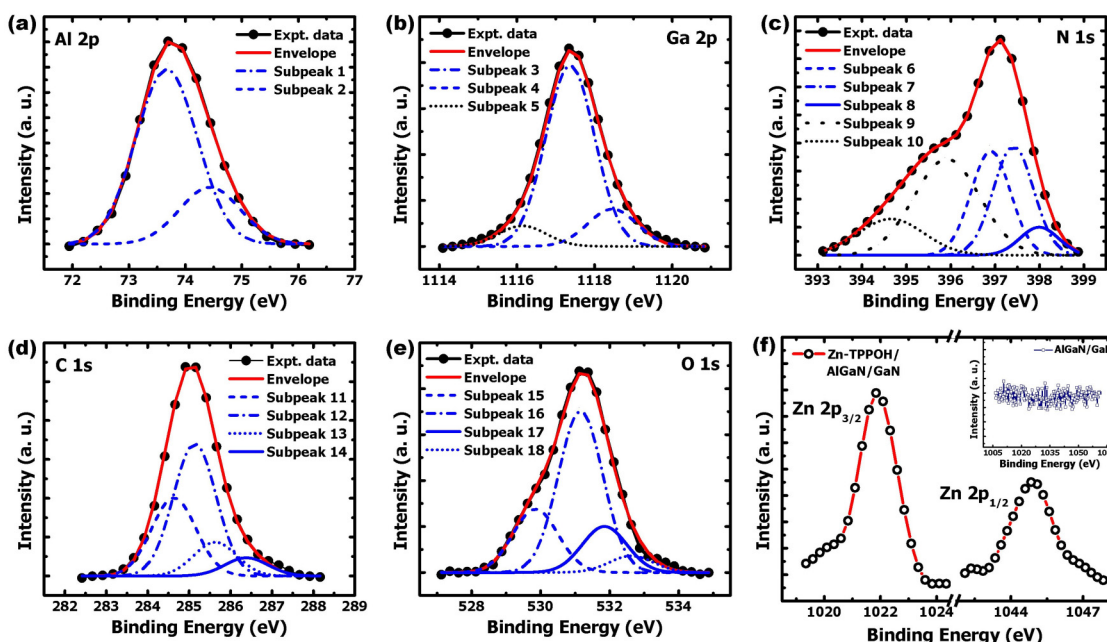 (a)
Al 2p
Expt. data
Envelope
Subpeak 1
Subpeak 2
Intensity (a. u.)
72 73 74 75 76 77
Binding Energy (eV)
(b)
Ga 2p
Expt. data
Envelope
Subpeak 3
Subpeak 4
Subpeak 5
Intensity (a. u.)
1114 1116 1118 1120
Binding Energy (eV)
(c)
N 1s
Expt. data
Envelope
Subpeak 6
Subpeak 7
Subpeak 8
Subpeak 9
Subpeak 10
Intensity (a. u.)
393 394 395 396 397 398 399
Binding Energy (eV)
(d)
C 1s
Expt. data
Envelope
Subpeak 11
Subpeak 12
Subpeak 13
Subpeak 14
Intensity (a. u.)
282 283 284 285 286 287 288 289
Binding Energy (eV)
(e)
O 1s
Expt. data
Envelope
Subpeak 15
Subpeak 16
Subpeak 17
Subpeak 18
Intensity (a. u.)
528 530 532 534
Binding Energy (eV)
(f)
Zn-TPPOH/
AlGaN/GaN
Zn 2p3/2
Zn 2p1/2
Intensity (a. u.)
1020 1022 1024 1044 1047
Binding Energy (eV)
AlGaN/Ga
Intensity (a. u.)
1005 1020 1035 1050
Binding Energy (eV)